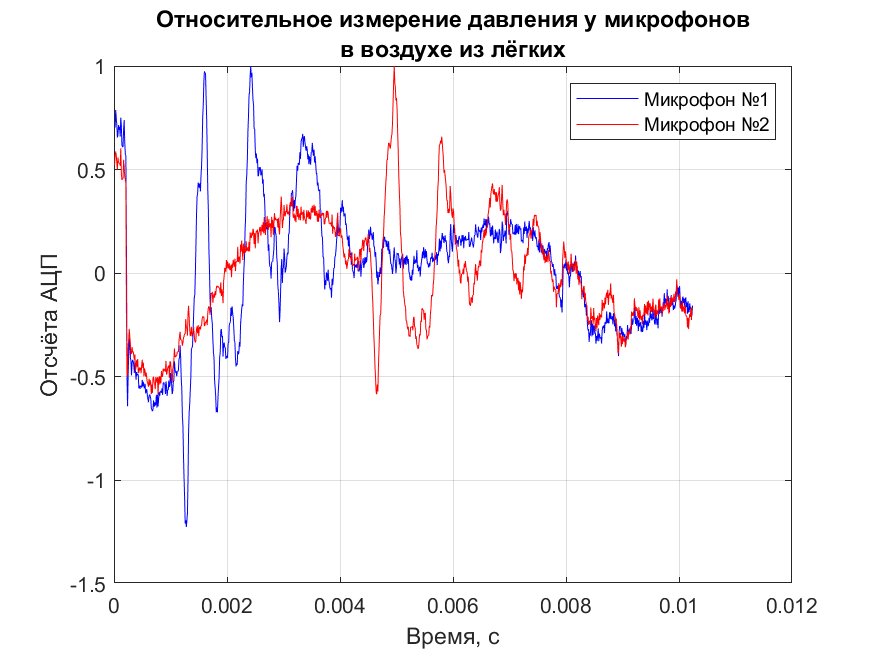 Относительное измерение давления у микрофонов
в воздухе из лёгких
Микрофон №1
Микрофон №2
Отсчёта АЦП
1
0.5
0
-0.5
-1
-1.5
0
0.002
0.004
0.006
0.008
0.01
0.012
Время, с